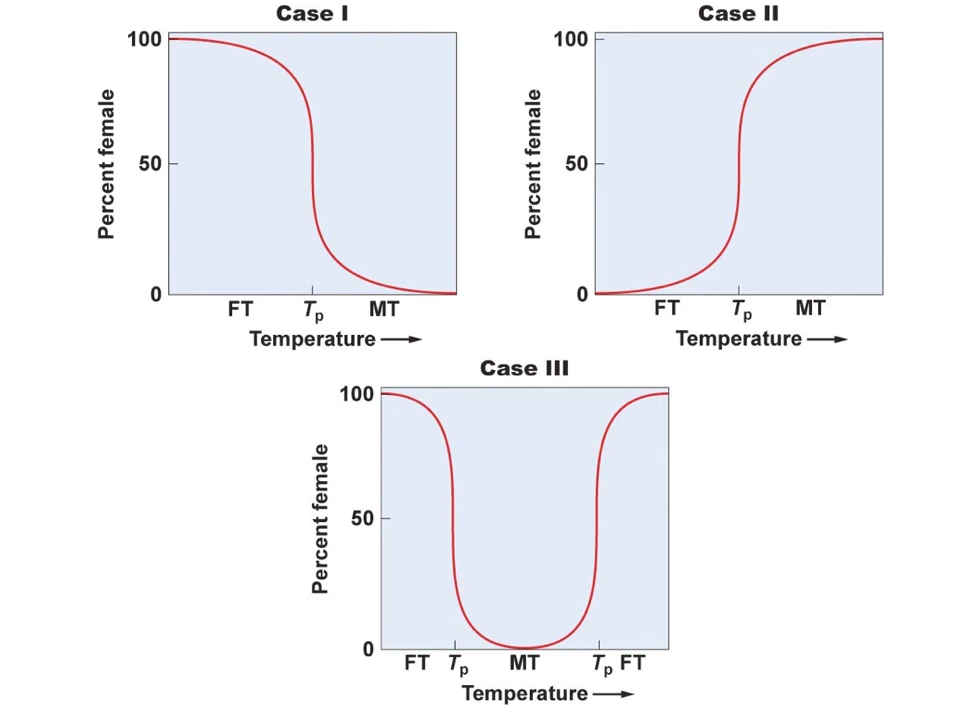 Case I
100
50
0
Percent female
FT Tp MT
Temperature
Case II
100
50
0
Percent female
FT Tp MT
Temperature
Case III
100
50
0
Percent female
FT Tp MT Tp FT
Temperature